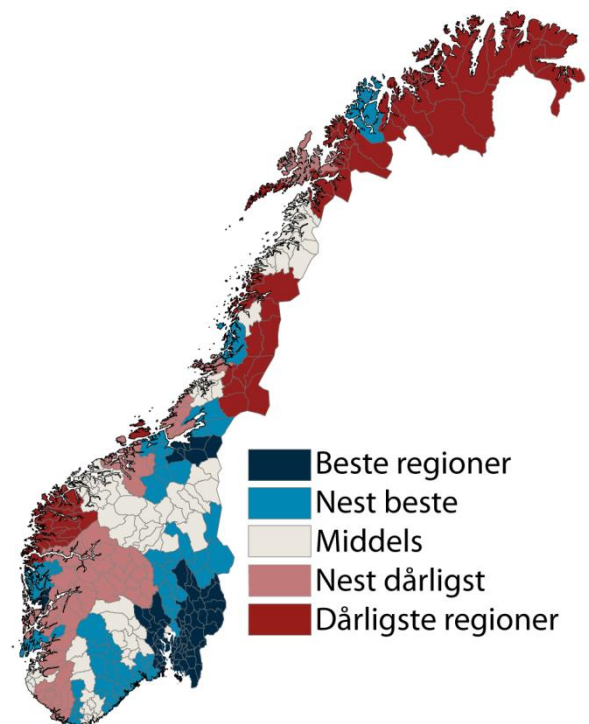 Beste regioner
Nest beste
Middels
Nest dårligst
Dårligste regioner